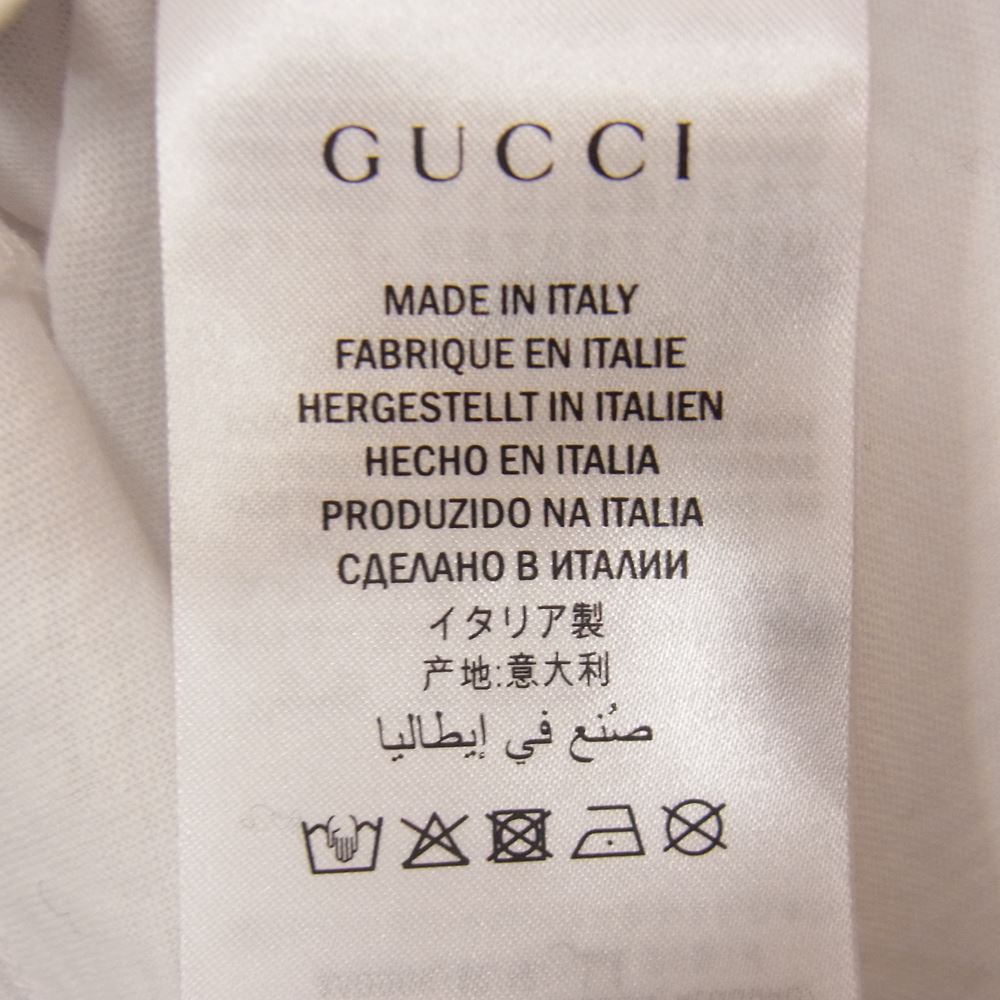 GUCCI
MADE IN ITALY
FABRIQUE EN ITALIE
HERGESTELLT IN ITALIEN
HECHO EN ITALIA
PRODUZIDO NA ITALIA
СДЕЛАНО В ИТАЛИИ
イタリア製
产地:意大利
صُنع في إيطاليا